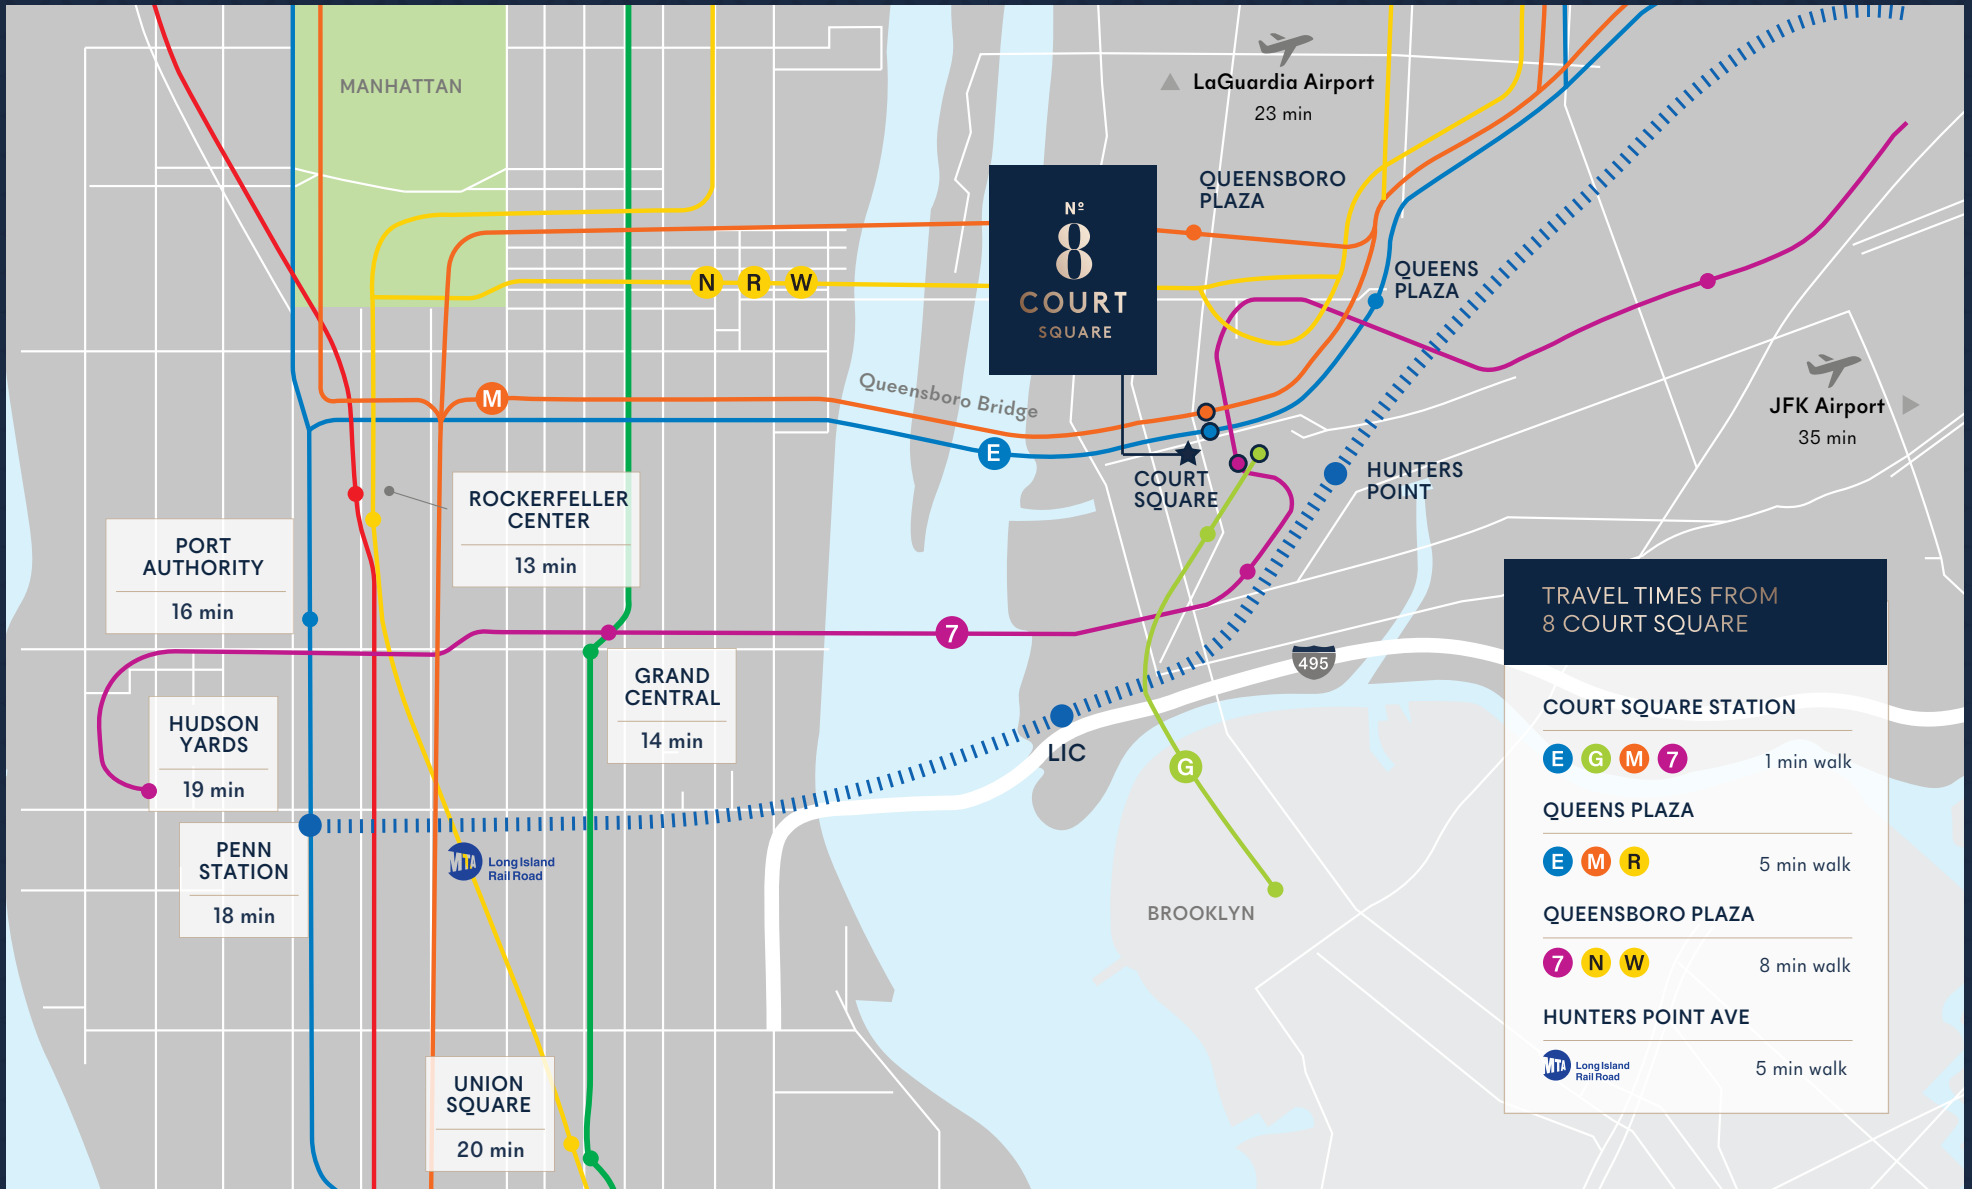 MANHATTAN
LaGuardia Airport
23 min
QUEENSBORO
PLAZA
Nº
8
COURT
SQUARE
N R W
QUEENS
PLAZA
M
Queensboro Bridge
E
JFK Airport
35 min
COURT
SQUARE
HUNTERS
POINT
ROCKERFELLER
CENTER
13 min
PORT
AUTHORITY
16 min
7
GRAND
CENTRAL
14 min
495
HUDSON
YARDS
19 min
LIC
G
PENN
STATION
18 min
MTA
Long Island
Rail Road
BROOKLYN
UNION
SQUARE
20 min
TRAVEL TIMES FROM
8 COURT SQUARE
COURT SQUARE STATION
E G M 7 1 min walk
QUEENS PLAZA
E M R 5 min walk
QUEENSBORO PLAZA
7 N W 8 min walk
HUNTERS POINT AVE
MTA
Long Island
Rail Road
5 min walk